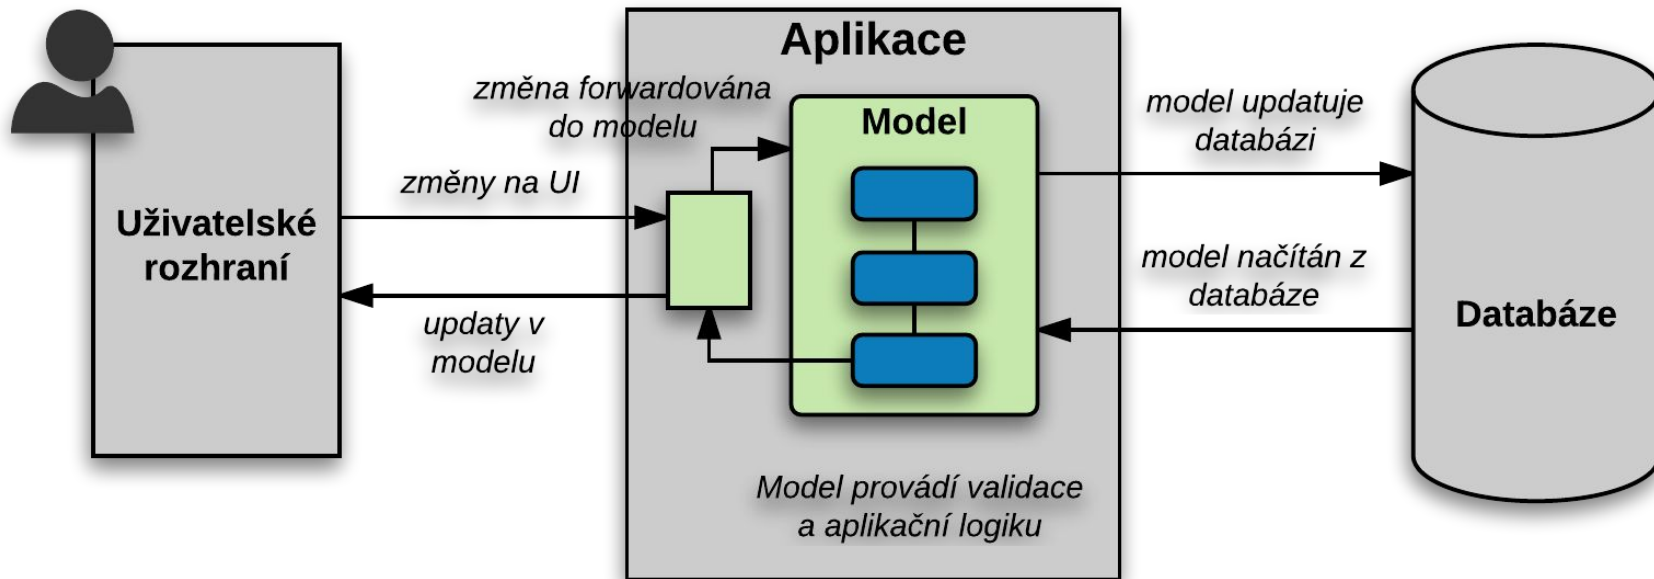 Aplikace
změna forwardována
do modelu
Model
model updatuje
databázi
změny na UI
Uživatelské
rozhraní
model načítán z
databáze
Databáze
updaty v
modelu
Model provádí validace
a aplikační logiku